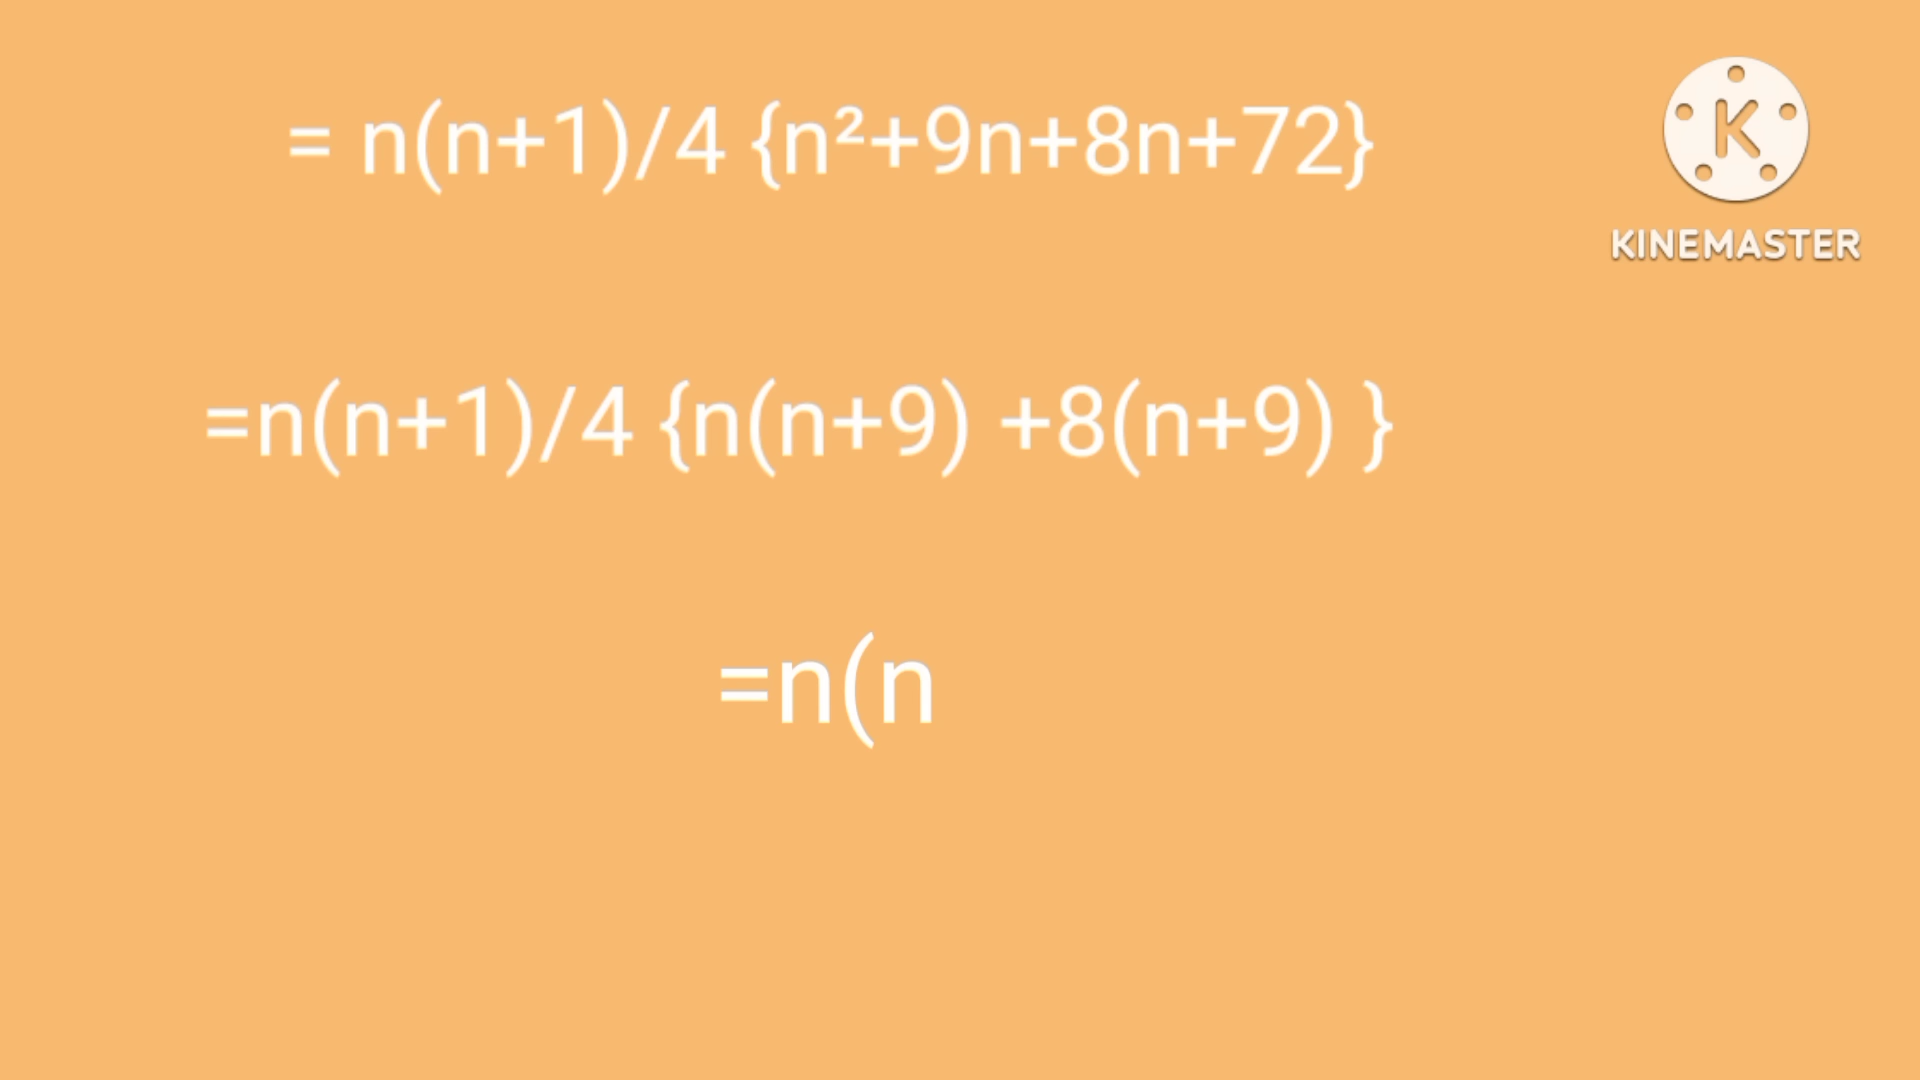 = n(n+1)/4 {n²+9n+8n+72}
KINEMASTER
=n(n+1)/4 {n(n+9) +8(n+9) }
=n(n